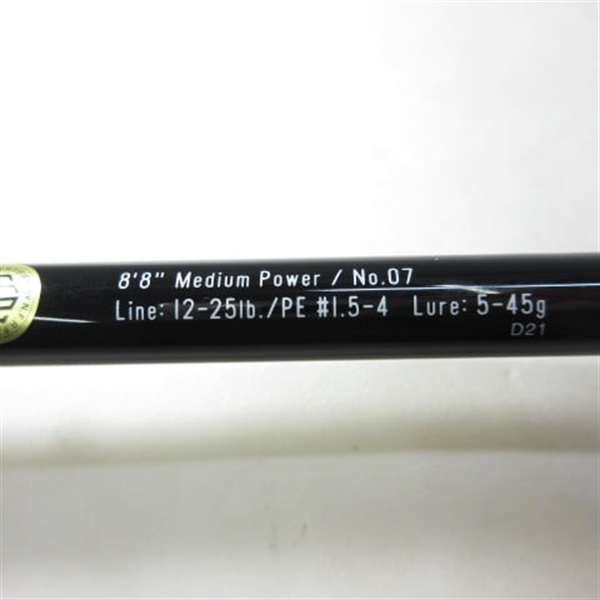 8'8" Medium Power / No.07
Line: 12-25lb./PE #1.5-4 Lure: 5-45g
D21